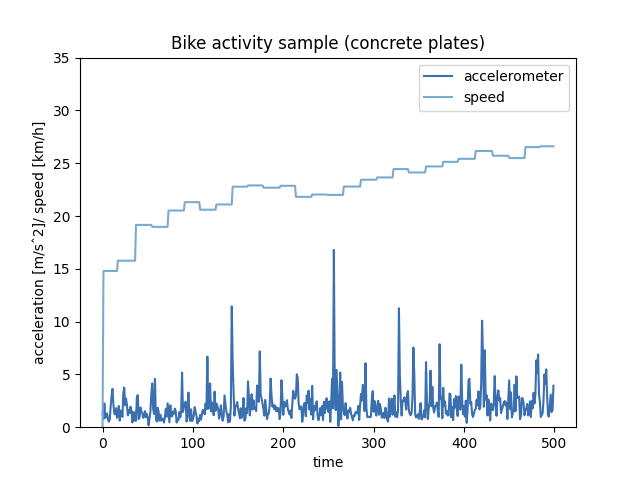 Bike activity sample (concrete plates)
accelerometer
speed
35
30
25
20
15
10
5
0
acceleration [m/s^2]/ speed [km/h]
0 100 200 300 400 500
time